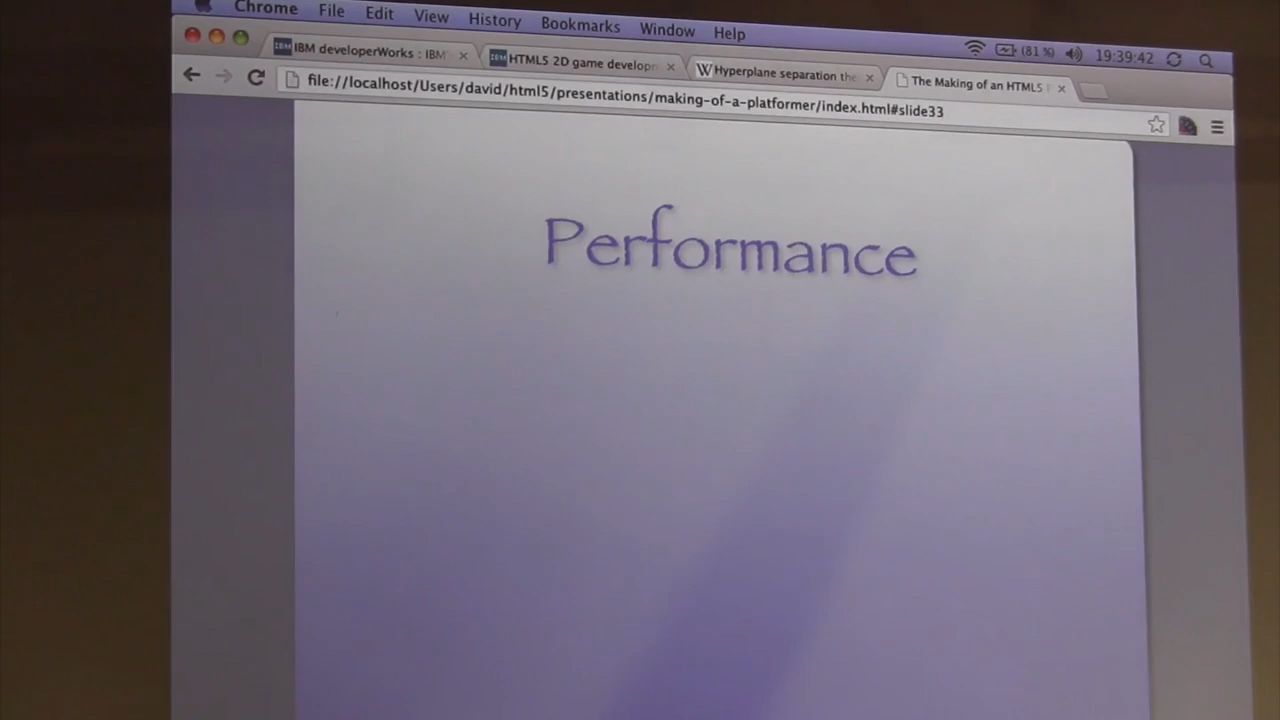 Chrome File Edit View History Bookmarks Window Help (81%) 19:39:42
IBM developerWorks : IBM HTML5 2D game developm Hyperplane separation the The Making of an HTML5
file://localhost/Users/david/html5/presentations/making-of-a-platformer/index.html#slide33
Performance